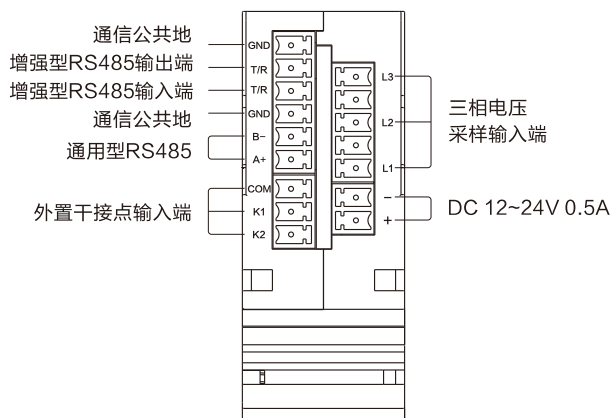 通信公共地 GND
增强型RS485输出端 T/R
增强型RS485输入端 T/R
通信公共地 GND
B−
通用型RS485
A+
COM
外置干接点输入端 K1
K2
L3
三相电压
L2
采样输入端
L1
−
DC 12~24V 0.5A
+